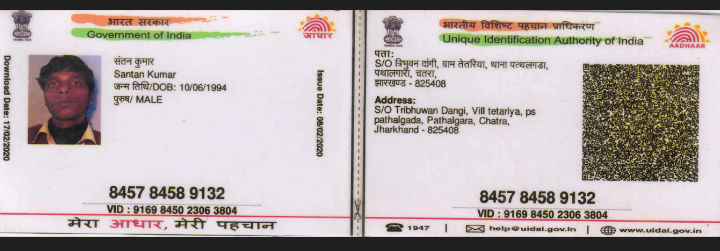 भारत सरकार
Government of India
आधार
Download Date: 17/02/2020
संतन कुमार
Santan Kumar
जन्म तिथि/DOB: 10/06/1994
पुरुष/ MALE
Issue Date: 06/02/2020
8457 8458 9132
VID : 9169 8450 2306 3804
मेरा आधार, मेरी पहचान
भारतीय विशिष्ट पहचान प्राधिकरण
Unique Identification Authority of India
AADHAAR
पता:
S/O त्रिभुवन दांगी, ग्राम तेतरिया, थाना पत्थलगडा,
पथालगारा, चतरा,
झारखण्ड - 825408
Address:
S/O Tribhuwan Dangi, Vill tetariya, ps
pathalgada, Pathalgara, Chatra,
Jharkhand - 825408
8457 8458 9132
VID : 9169 8450 2306 3804
1947 | help@uidai.gov.in | www.uidai.gov.in